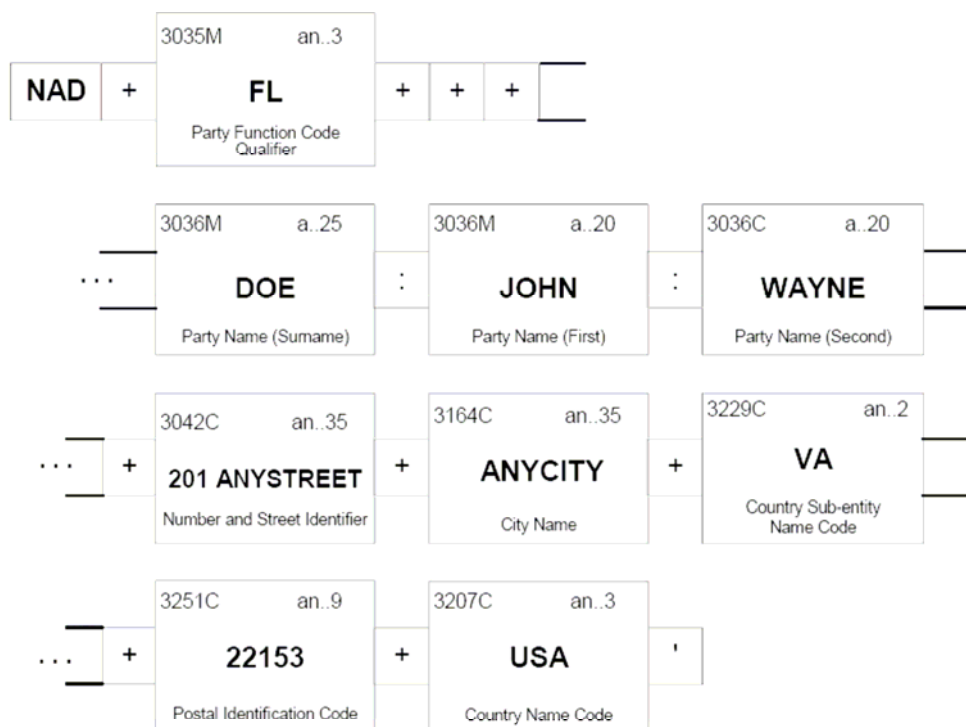 3035M an..3
NAD + FL + + +
Party Function Code
Qualifier
3036M a..25 3036M a..20 3036C a..20
... DOE : JOHN : WAYNE
Party Name (Surname) Party Name (First) Party Name (Second)
3042C an..35 3164C an..35 3229C an..2
... + 201 ANYSTREET + ANYCITY + VA
Number and Street Identifier City Name Country Sub-entity
Name Code
3251C an..9 3207C an..3
... + 22153 + USA '
Postal Identification Code Country Name Code